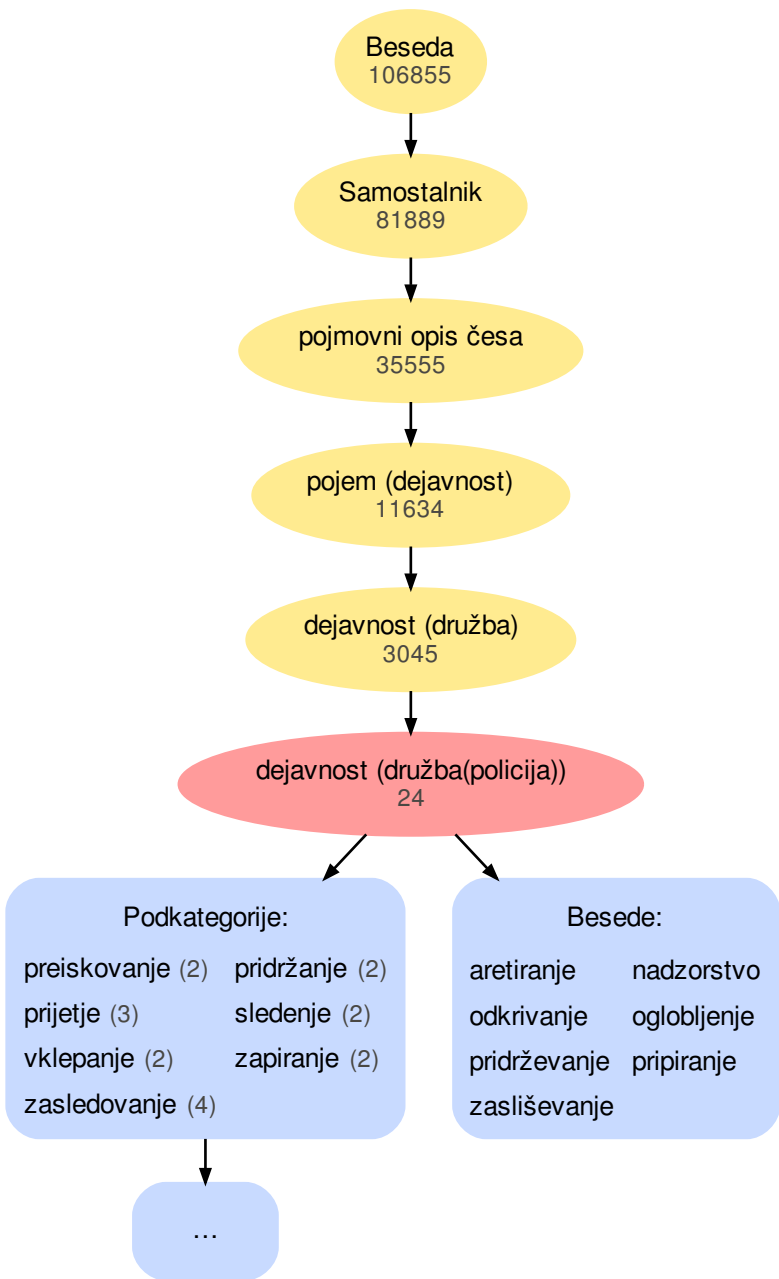 Beseda
106855
Samostalnik
81889
pojmovni opis česa
35555
pojem (dejavnost)
11634
dejavnost (družba)
3045
dejavnost (družba(policija))
24
Podkategorije:
preiskovanje (2) pridržanje (2)
prijetje (3) sledenje (2)
vklepanje (2) zapiranje (2)
zasledovanje (4)
Besede:
aretiranje nadzorstvo
odkrivanje oglobljenje
pridrževanje pripiranje
zasliševanje
...